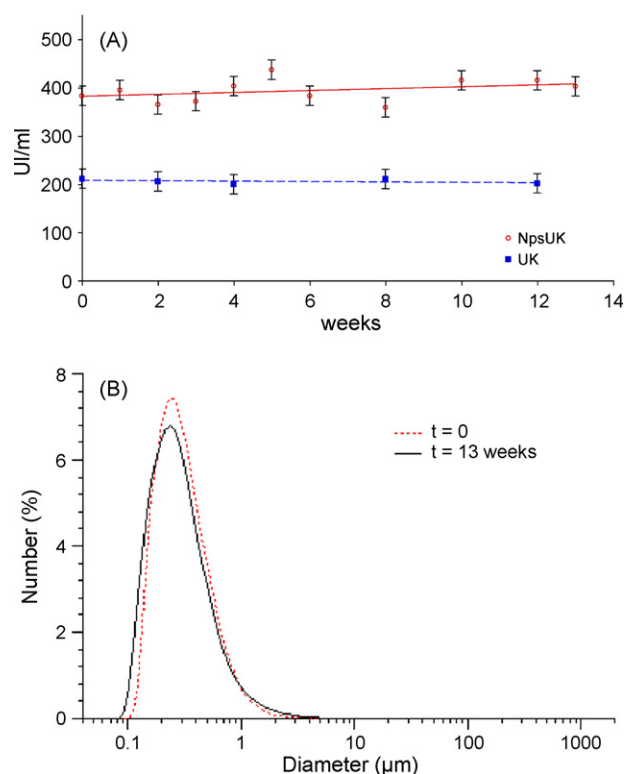 (A)
UI/ml
500
400
300
200
100
0
NpsUK
UK
0 2 4 6 8 10 12 14
weeks
(B)
Number (%)
8
6
4
2
0
t = 0
t = 13 weeks
0.1 1 10 100 1000
Diameter (µm)